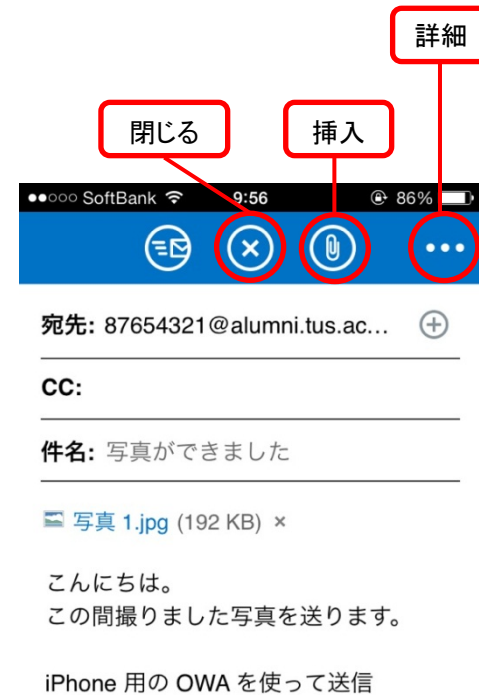 詳細
閉じる
挿入
SoftBank 9:56 86%
宛先: 87654321@alumni.tus.ac...
CC:
件名: 写真ができました
写真 1.jpg (192 KB) ×
こんにちは。
この間撮りました写真を送ります。
iPhone 用の OWA を使って送信